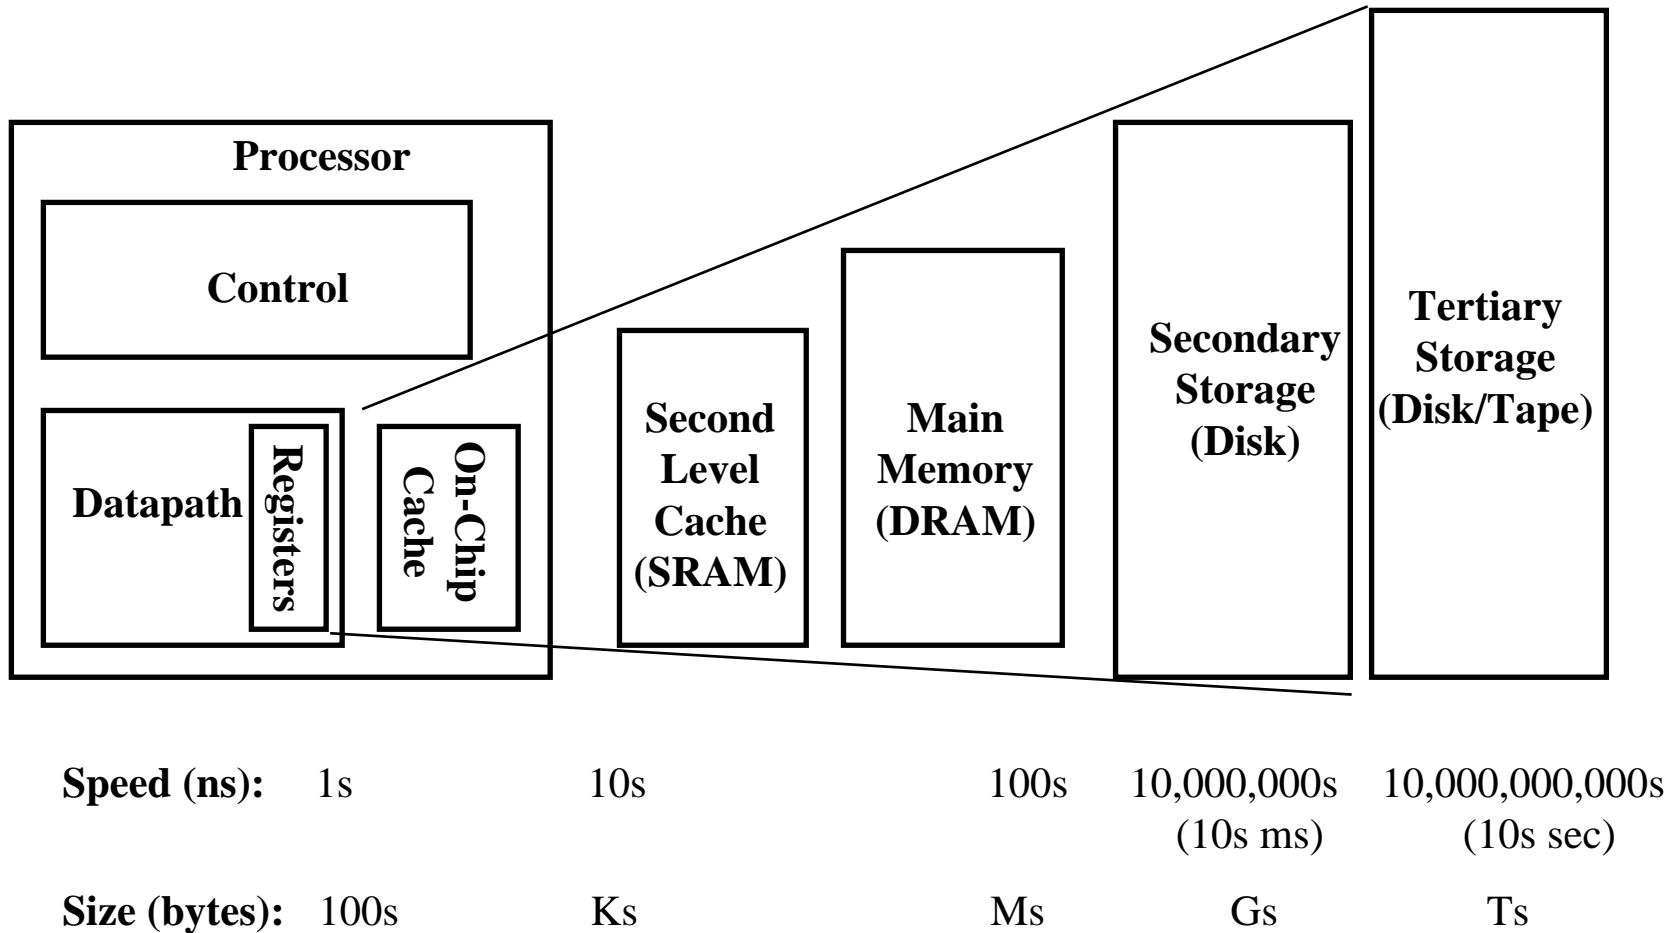 Processor
Control
Datapath
Registers
On-Chip
Cache
Second
Level
Cache
(SRAM)
Main
Memory
(DRAM)
Secondary
Storage
(Disk)
Tertiary
Storage
(Disk/Tape)
Speed (ns): 1s 10s 100s 10,000,000s 10,000,000,000s
(10s ms) (10s sec)
Size (bytes): 100s Ks Ms Gs Ts